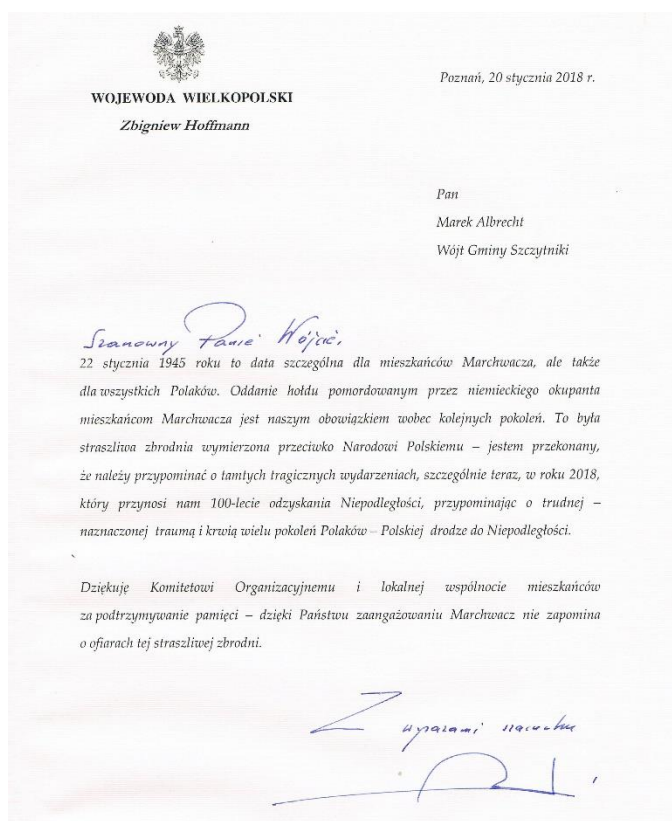 Poznań, 20 stycznia 2018 r.
WOJEWODA WIELKOPOLSKI
Zbigniew Hoffmann
Pan
Marek Albrecht
Wójt Gminy Szczytniki
Szanowny Panie Wójcie,
22 stycznia 1945 roku to data szczególna dla mieszkańców Marchwacza, ale także
dla wszystkich Polaków. Oddanie hołdu pomordowanym przez niemieckiego okupanta
mieszkańcom Marchwacza jest naszym obowiązkiem wobec kolejnych pokoleń. To była
straszliwa zbrodnia wymierzona przeciwko Narodowi Polskiemu – jestem przekonany,
że należy przypominać o tamtych tragicznych wydarzeniach, szczególnie teraz, w roku 2018,
który przynosi nam 100-lecie odzyskania Niepodległości, przypominając o trudnej –
naznaczonej traumą i krwią wielu pokoleń Polaków – Polskiej drodze do Niepodległości.
Dziękuję Komitetowi Organizacyjnemu i lokalnej wspólnocie mieszkańców
za podtrzymywanie pamięci – dzięki Państwu zaangażowaniu Marchwacz nie zapomina
o ofiarach tej straszliwej zbrodni.
Z wyrazami szacunku